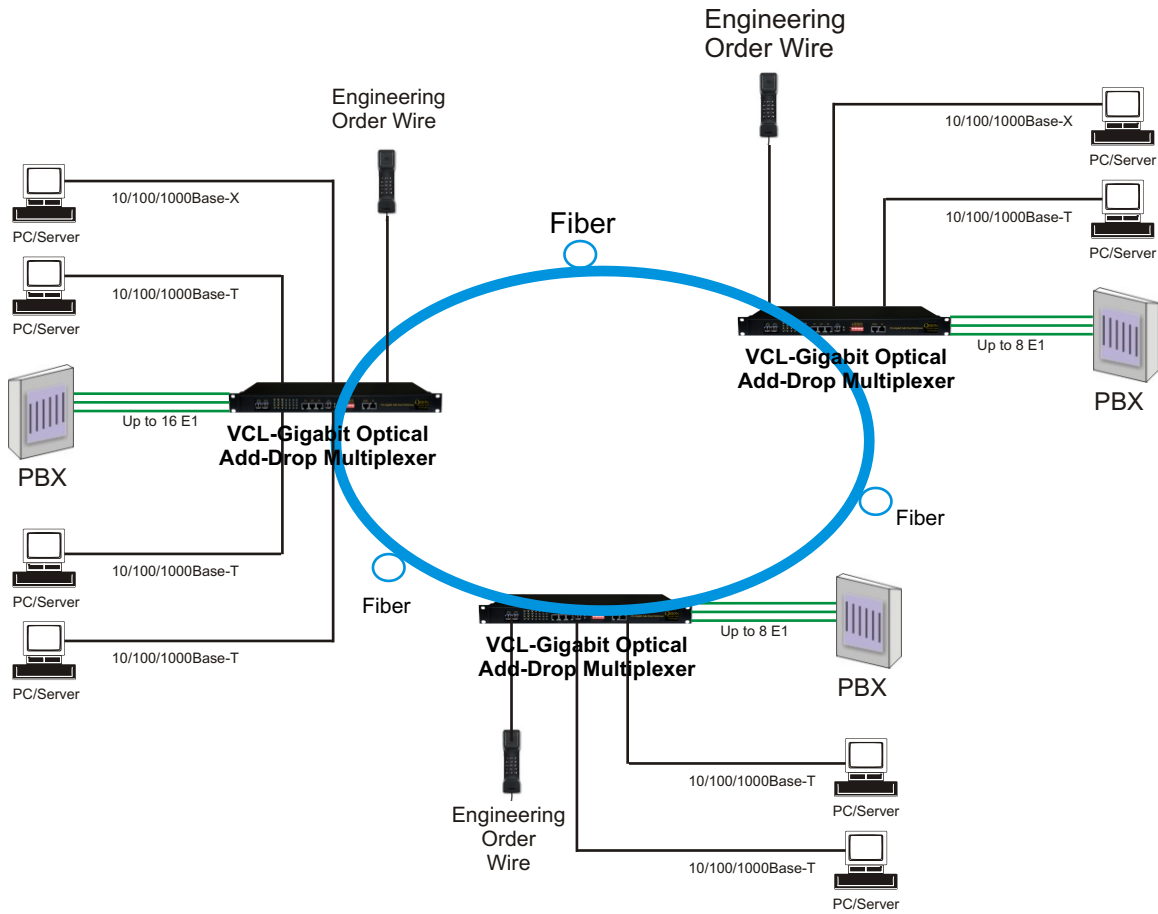 Engineering
Order Wire
10/100/1000Base-X
PC/Server
10/100/1000Base-T
PC/Server
Up to 8 E1
PBX
VCL-Gigabit Optical
Add-Drop Multiplexer
Engineering
Order Wire
10/100/1000Base-X
PC/Server
10/100/1000Base-T
PC/Server
Up to 16 E1
PBX
VCL-Gigabit Optical
Add-Drop Multiplexer
10/100/1000Base-T
PC/Server
10/100/1000Base-T
PC/Server
Fiber
Fiber
Fiber
VCL-Gigabit Optical
Add-Drop Multiplexer
Up to 8 E1
PBX
Engineering
Order
Wire
10/100/1000Base-T
PC/Server
10/100/1000Base-T
PC/Server